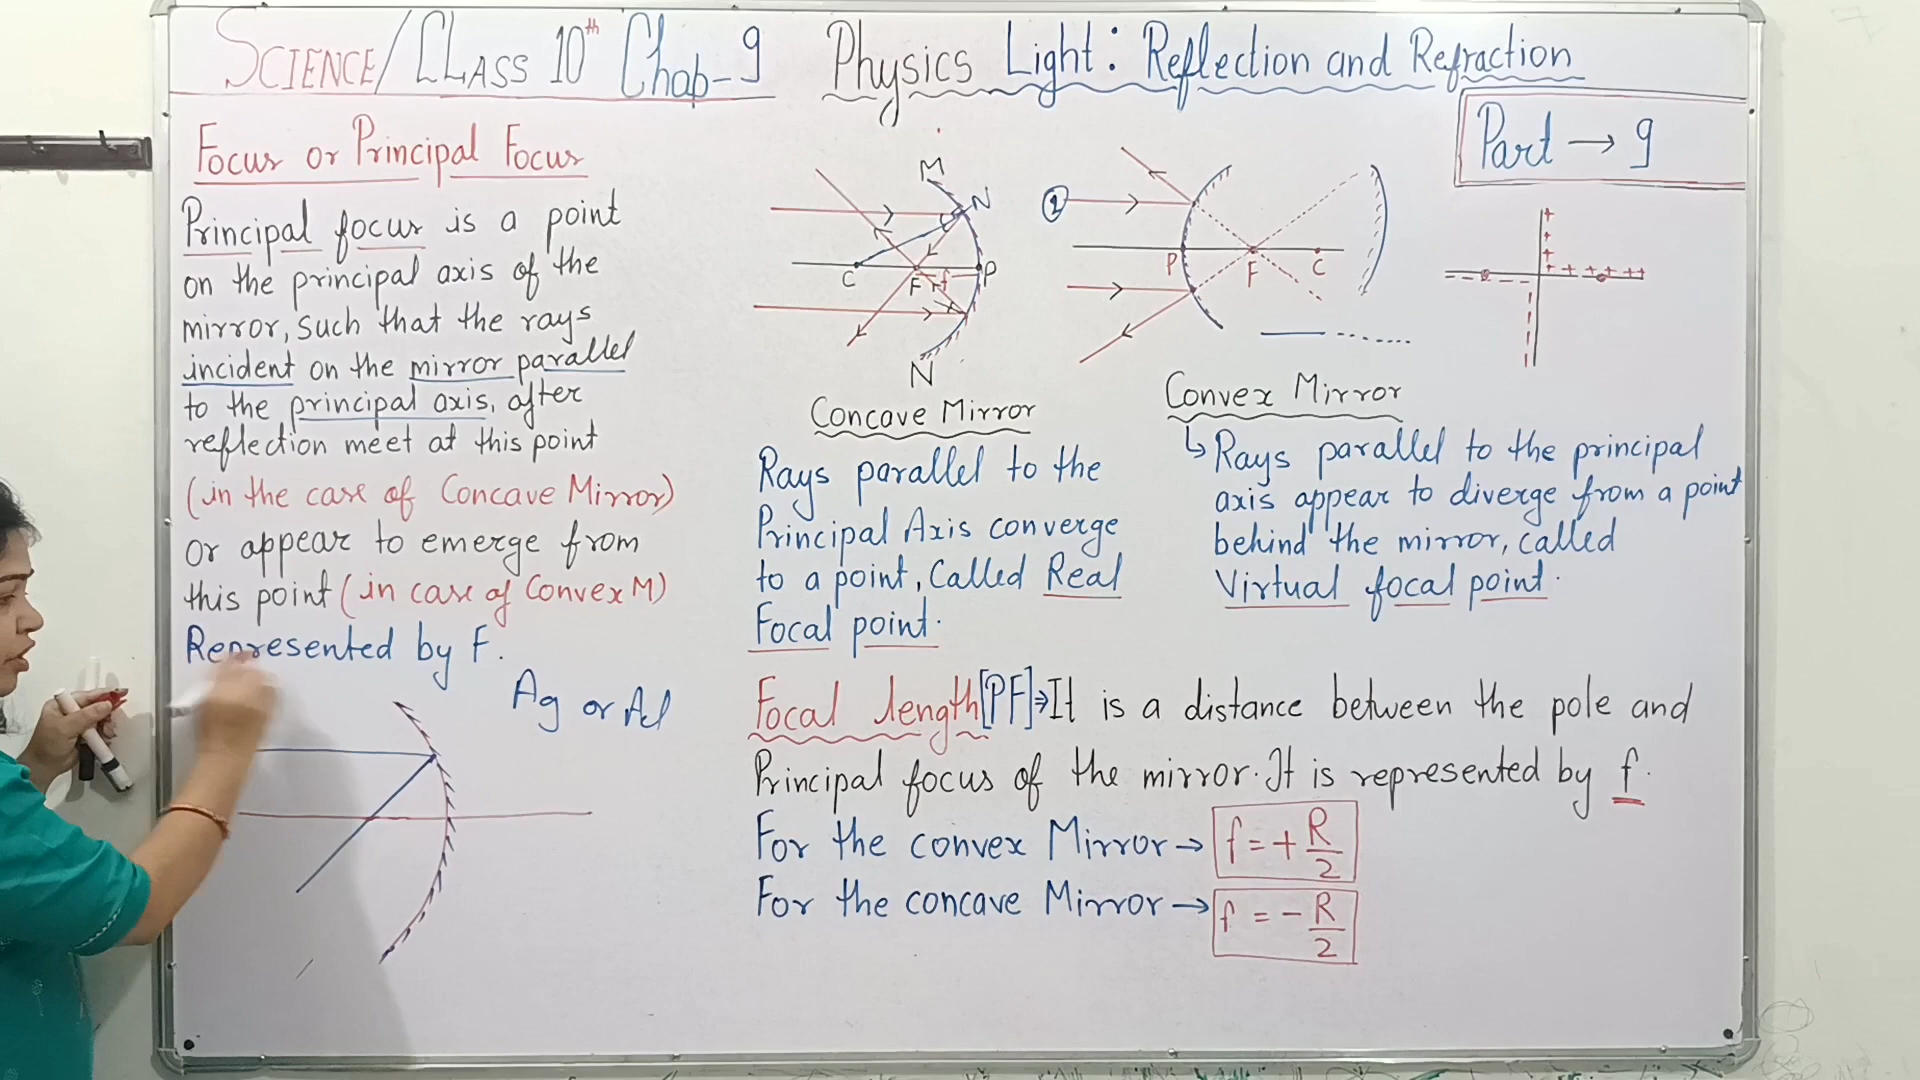 SCIENCE/CLASS 10th Chap-9 Physics Light: Reflection and Refraction
Part → 9
Focus or Principal Focus
Principal focus is a point
on the principal axis of the
mirror, such that the rays
incident on the mirror parallel
to the principal axis, after
reflection meet at this point
(in the case of Concave Mirror)
or appear to emerge from
this point (in case of Convex M)
Represented by F.
Ag or Al
M
N
C
F
f
P
N
Concave Mirror
Rays parallel to the
Principal Axis converge
to a point, Called Real
Focal point.
2
P
F
C
Convex Mirror
↳ Rays parallel to the principal
axis appear to diverge from a point
behind the mirror, called
Virtual focal point.
Focal length [PF] ⇒ It is a distance between the pole and
Principal focus of the mirror. It is represented by f.
For the convex Mirror → f = + R/2
For the concave Mirror → f = - R/2